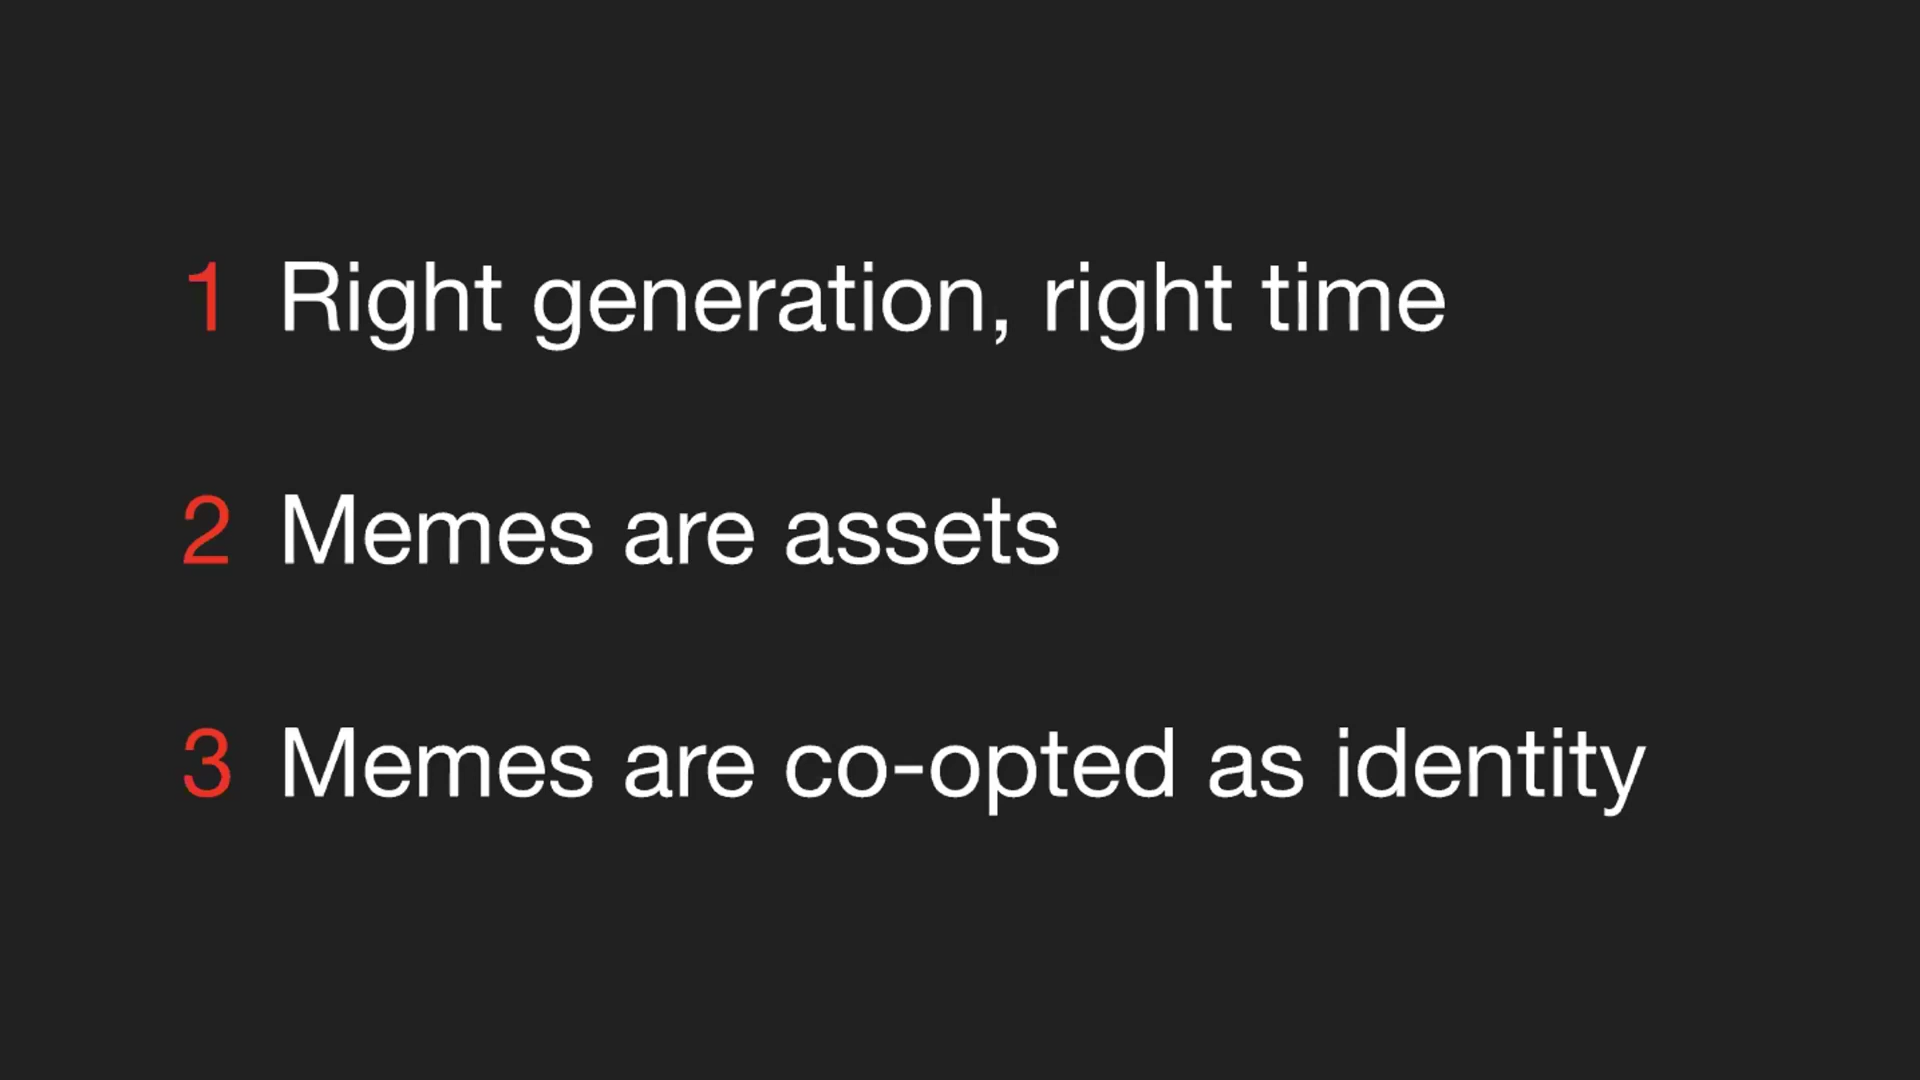 1 Right generation, right time
2 Memes are assets
3 Memes are co-opted as identity